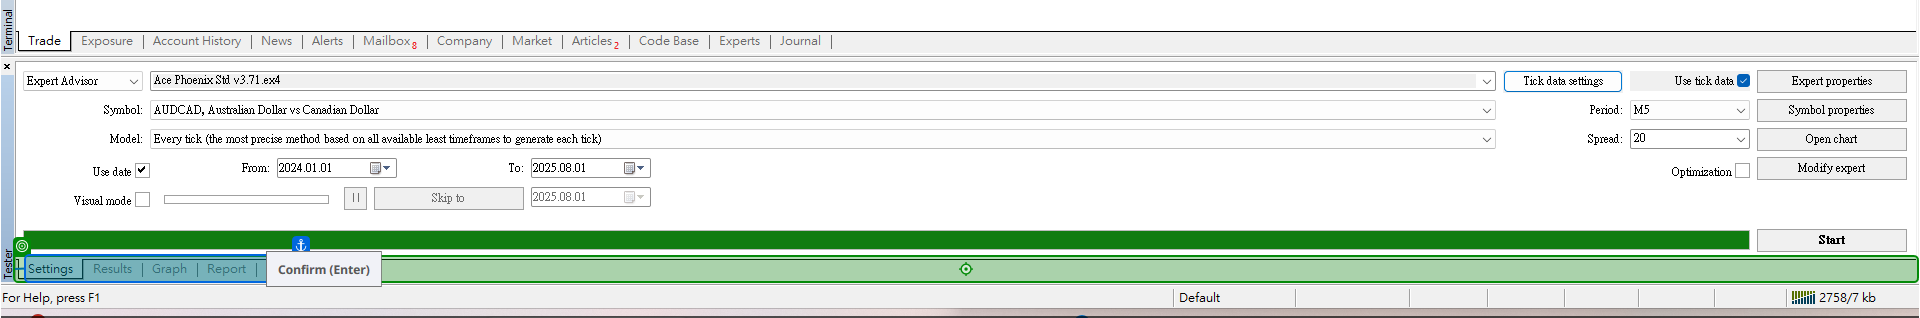 Terminal
Trade Exposure Account History News Alerts Mailbox 8 Company Market Articles 2 Code Base Experts Journal
Expert Advisor Ace Phoenix Std v3.71.ex4 Tick data settings Use tick data Expert properties
Symbol: AUDCAD, Australian Dollar vs Canadian Dollar Period: M5 Symbol properties
Model: Every tick (the most precise method based on all available least timeframes to generate each tick) Spread: 20 Open chart
Use date From: 2024.01.01 To: 2025.08.01 Optimization Modify expert
Visual mode Skip to 2025.08.01
Start
Tester
Settings Results Graph Report Confirm (Enter)
For Help, press F1 Default 2758/7 kb